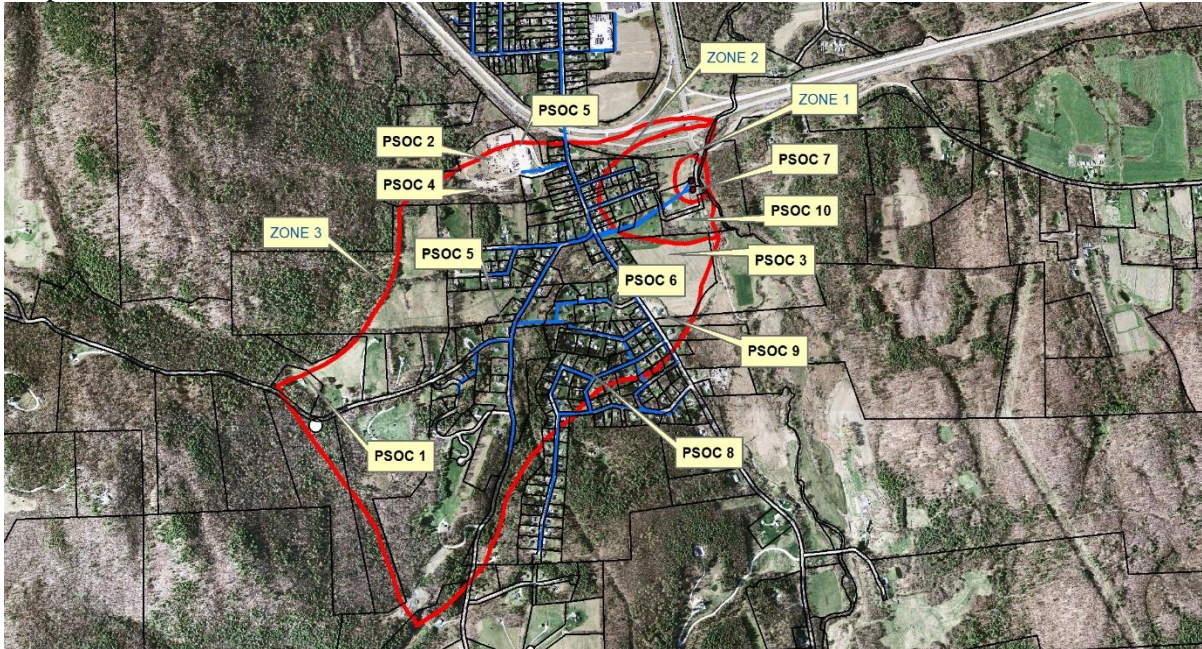 ZONE 2
ZONE 1
PSOC 5
PSOC 2
PSOC 7
PSOC 4
PSOC 10
ZONE 3
PSOC 5
PSOC 3
PSOC 6
PSOC 9
PSOC 1
PSOC 8